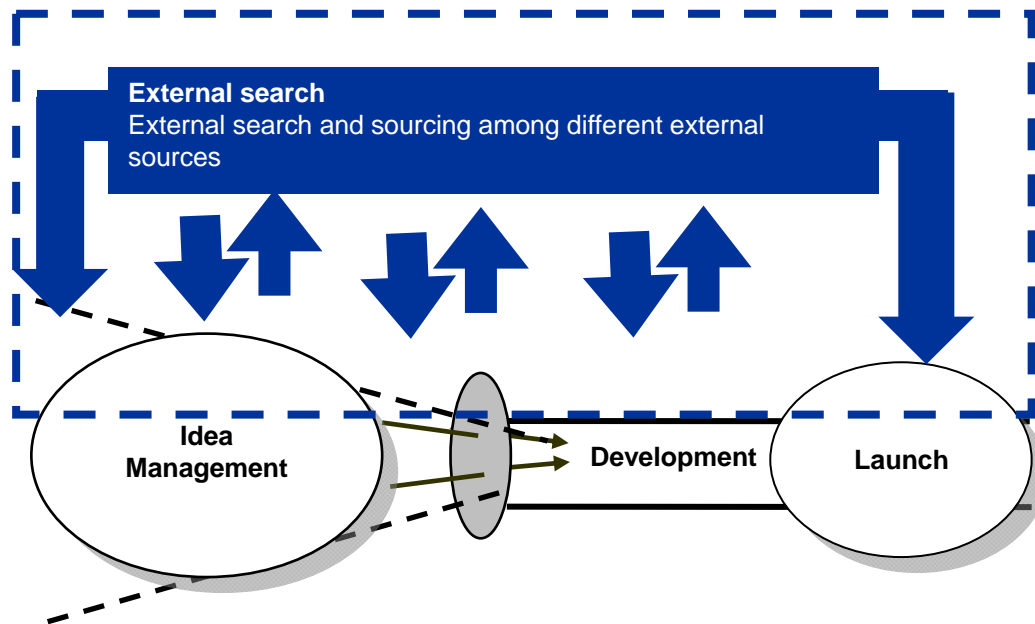 External search
External search and sourcing among different external
sources
Idea
Management
Development
Launch